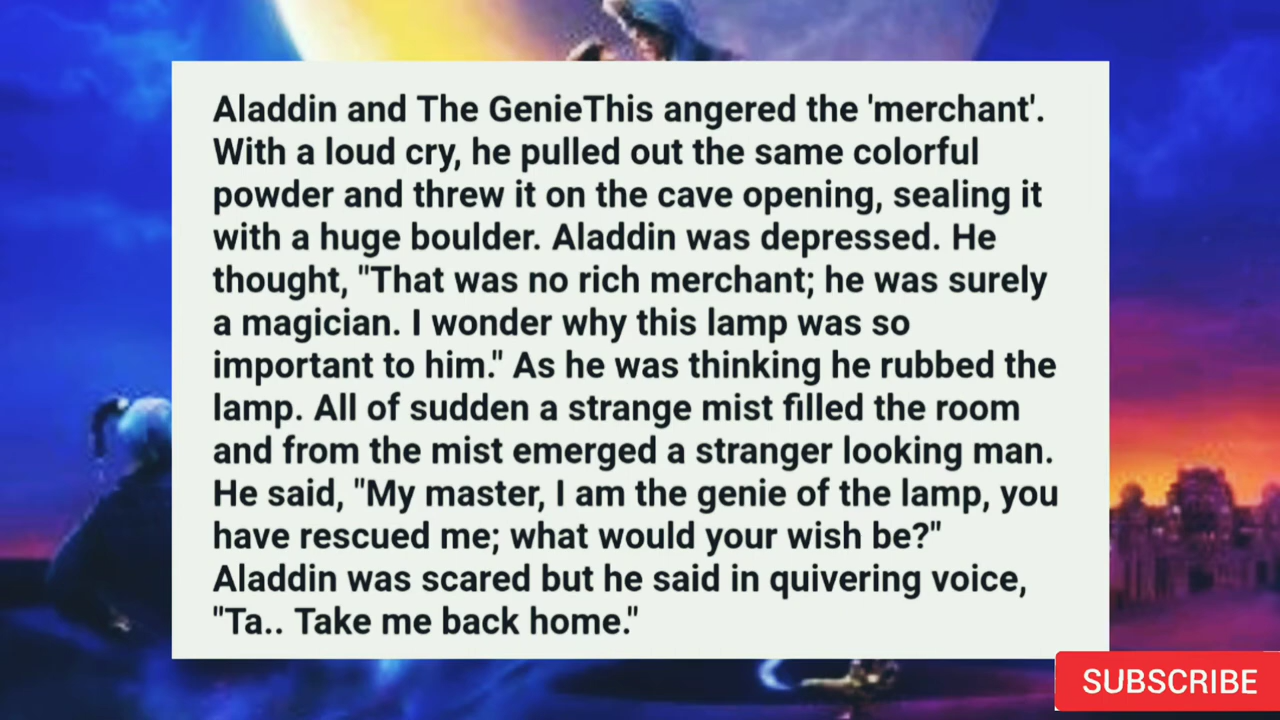 Aladdin and The GenieThis angered the 'merchant'.
With a loud cry, he pulled out the same colorful
powder and threw it on the cave opening, sealing it
with a huge boulder. Aladdin was depressed. He
thought, "That was no rich merchant; he was surely
a magician. I wonder why this lamp was so
important to him." As he was thinking he rubbed the
lamp. All of sudden a strange mist filled the room
and from the mist emerged a stranger looking man.
He said, "My master, I am the genie of the lamp, you
have rescued me; what would your wish be?"
Aladdin was scared but he said in quivering voice,
"Ta.. Take me back home."
SUBSCRIBE